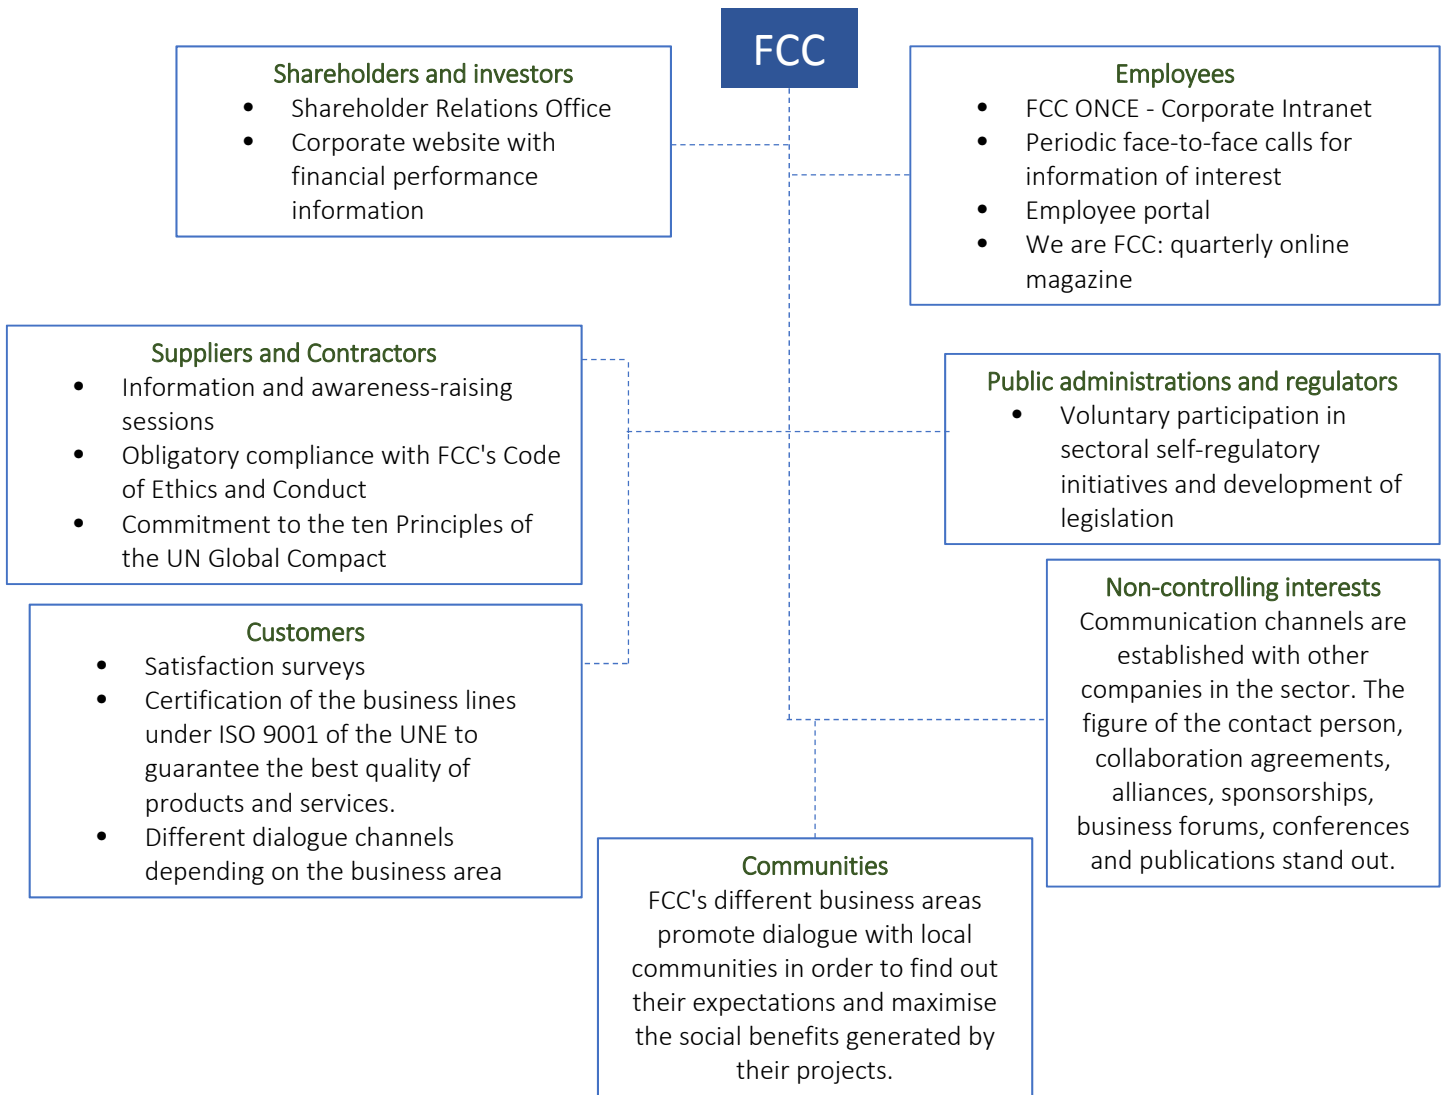 FCC
Shareholders and investors
• Shareholder Relations Office
• Corporate website with
financial performance
information
Employees
• FCC ONCE - Corporate Intranet
• Periodic face-to-face calls for
information of interest
• Employee portal
• We are FCC: quarterly online
magazine
Suppliers and Contractors
• Information and awareness-raising
sessions
• Obligatory compliance with FCC's Code
of Ethics and Conduct
• Commitment to the ten Principles of
the UN Global Compact
Public administrations and regulators
• Voluntary participation in
sectoral self-regulatory
initiatives and development of
legislation
Customers
• Satisfaction surveys
• Certification of the business lines
under ISO 9001 of the UNE to
guarantee the best quality of
products and services.
• Different dialogue channels
depending on the business area
Non-controlling interests
Communication channels are
established with other
companies in the sector. The
figure of the contact person,
collaboration agreements,
alliances, sponsorships,
business forums, conferences
and publications stand out.
Communities
FCC's different business areas
promote dialogue with local
communities in order to find out
their expectations and maximise
the social benefits generated by
their projects.